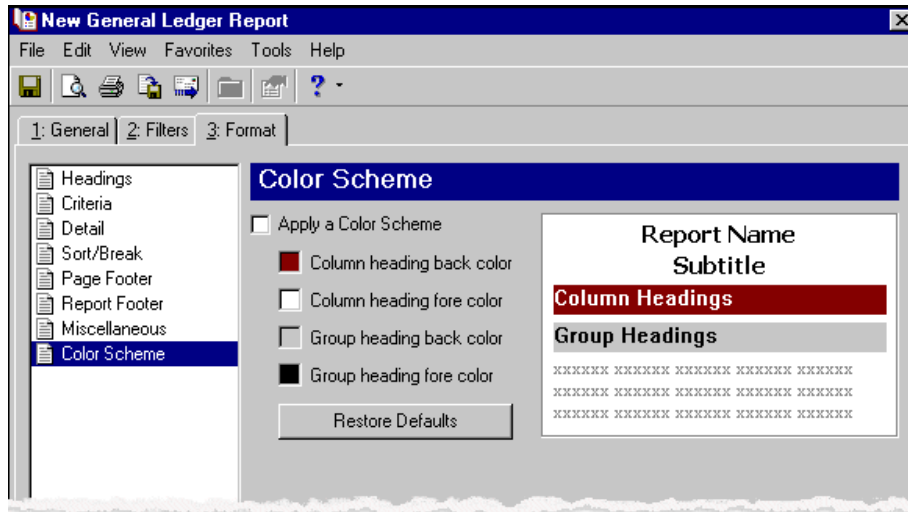 New General Ledger Report
File Edit View Favorites Tools Help
?
1: General 2: Filters 3: Format
Headings
Criteria
Detail
Sort/Break
Page Footer
Report Footer
Miscellaneous
Color Scheme
Color Scheme
Apply a Color Scheme
Column heading back color
Column heading fore color
Group heading back color
Group heading fore color
Restore Defaults
Report Name
Subtitle
Column Headings
Group Headings
xxxxxx xxxxxx xxxxxx xxxxxx xxxxxx
xxxxxx xxxxxx xxxxxx xxxxxx xxxxxx
xxxxxx xxxxxx xxxxxx xxxxxx xxxxxx